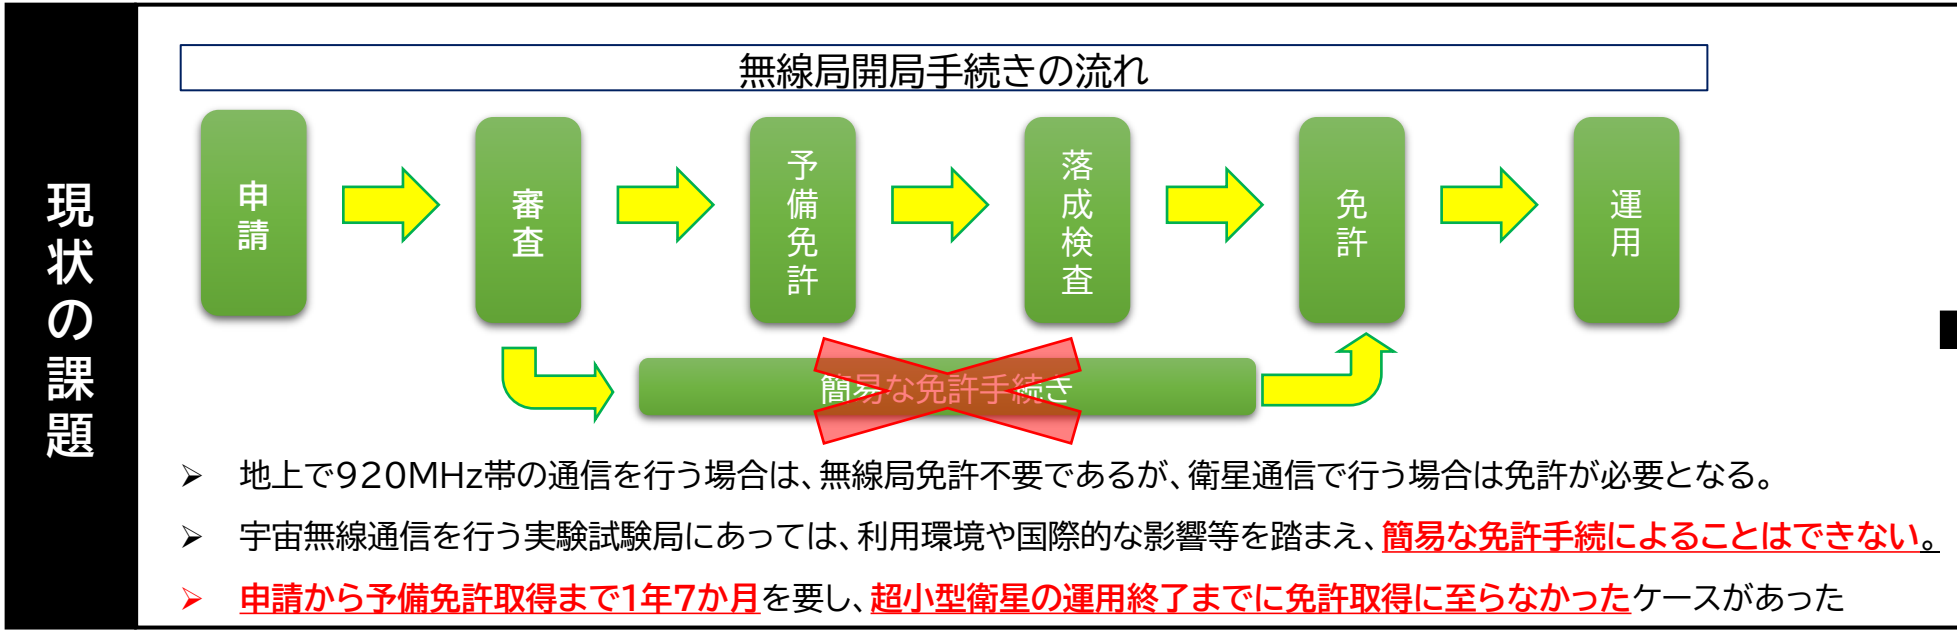 現状の課題
無線局開局手続きの流れ
申請
審査
予備免許
落成検査
免許
運用
簡易な免許手続き
➢ 地上で920MHz帯の通信を行う場合は、無線局免許不要であるが、衛星通信で行う場合は免許が必要となる。
➢ 宇宙無線通信を行う実験試験局にあっては、利用環境や国際的な影響等を踏まえ、簡易な免許手続によることはできない。
➢ 申請から予備免許取得まで1年7か月を要し、超小型衛星の運用終了までに免許取得に至らなかったケースがあった